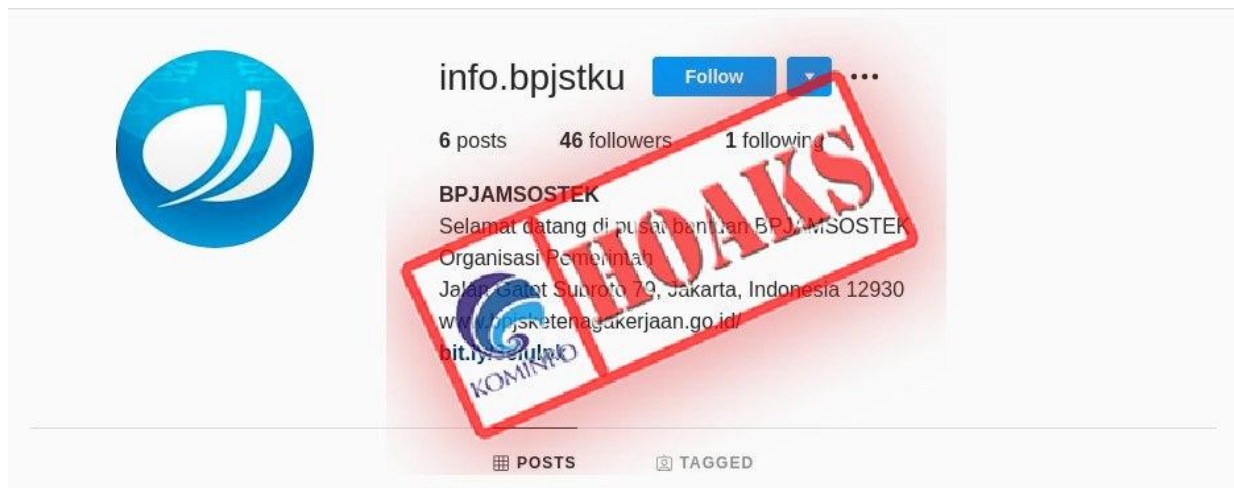 info.bpjstku Follow
6 posts 46 followers 1 following
BPJAMSOSTEK
Selamat datang di pusat bantuan BPJAMSOSTEK
Organisasi Pemerintah
Jalan Gatot Subroto 79, Jakarta, Indonesia 12930
www.bpjsketenagakerjaan.go.id/
HOAKS
KOMINFO
POSTS TAGGED